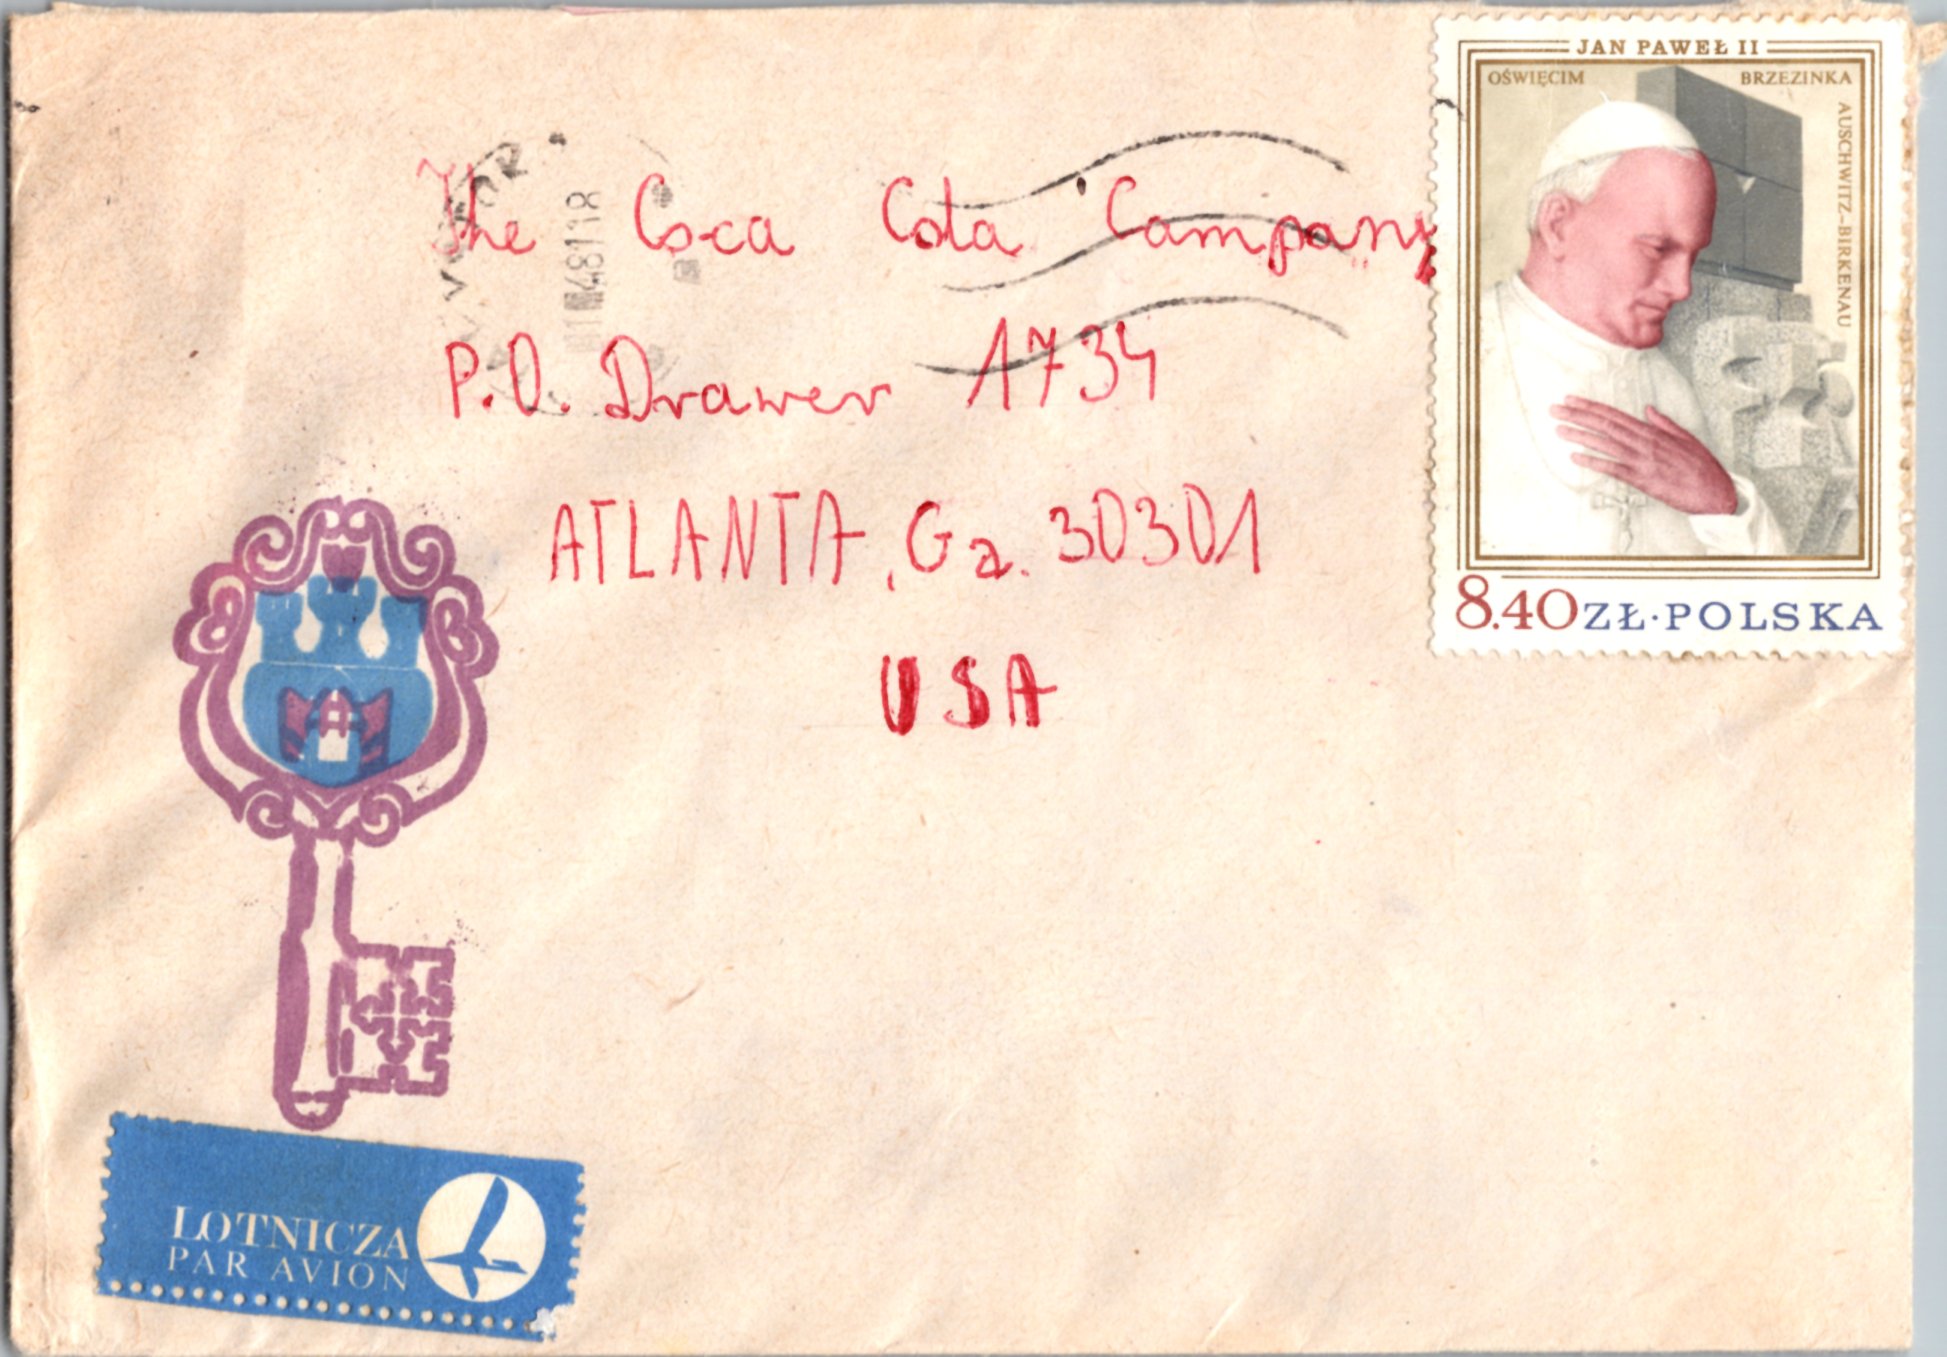 The Coca Cola Company
P.O. Drawer 1734
ATLANTA, Ga. 30301
USA
JAN PAWEŁ II
OŚWIĘCIM BRZEZINKA
AUSCHWITZ-BIRKENAU
8.40 ZŁ·POLSKA
LOTNICZA
PAR AVION